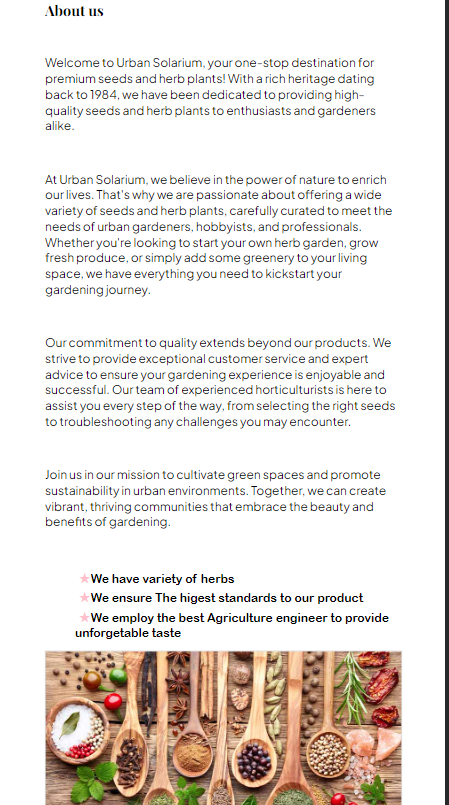 About us
Welcome to Urban Solarium, your one-stop destination for
premium seeds and herb plants! With a rich heritage dating
back to 1984, we have been dedicated to providing high-
quality seeds and herb plants to enthusiasts and gardeners
alike.
At Urban Solarium, we believe in the power of nature to enrich
our lives. That's why we are passionate about offering a wide
variety of seeds and herb plants, carefully curated to meet the
needs of urban gardeners, hobbyists, and professionals.
Whether you're looking to start your own herb garden, grow
fresh produce, or simply add some greenery to your living
space, we have everything you need to kickstart your
gardening journey.
Our commitment to quality extends beyond our products. We
strive to provide exceptional customer service and expert
advice to ensure your gardening experience is enjoyable and
successful. Our team of experienced horticulturists is here to
assist you every step of the way, from selecting the right seeds
to troubleshooting any challenges you may encounter.
Join us in our mission to cultivate green spaces and promote
sustainability in urban environments. Together, we can create
vibrant, thriving communities that embrace the beauty and
benefits of gardening.
★We have variety of herbs
★We ensure The higest standards to our product
★We employ the best Agriculture engineer to provide
unforgetable taste